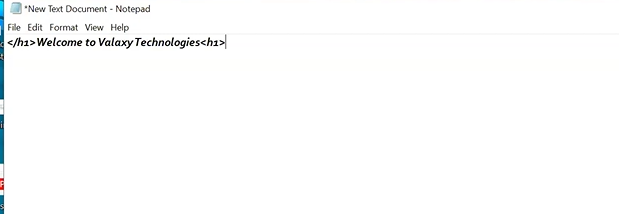 *New Text Document - Notepad
File Edit Format View Help
</h1>Welcome to Valaxy Technologies<h1>